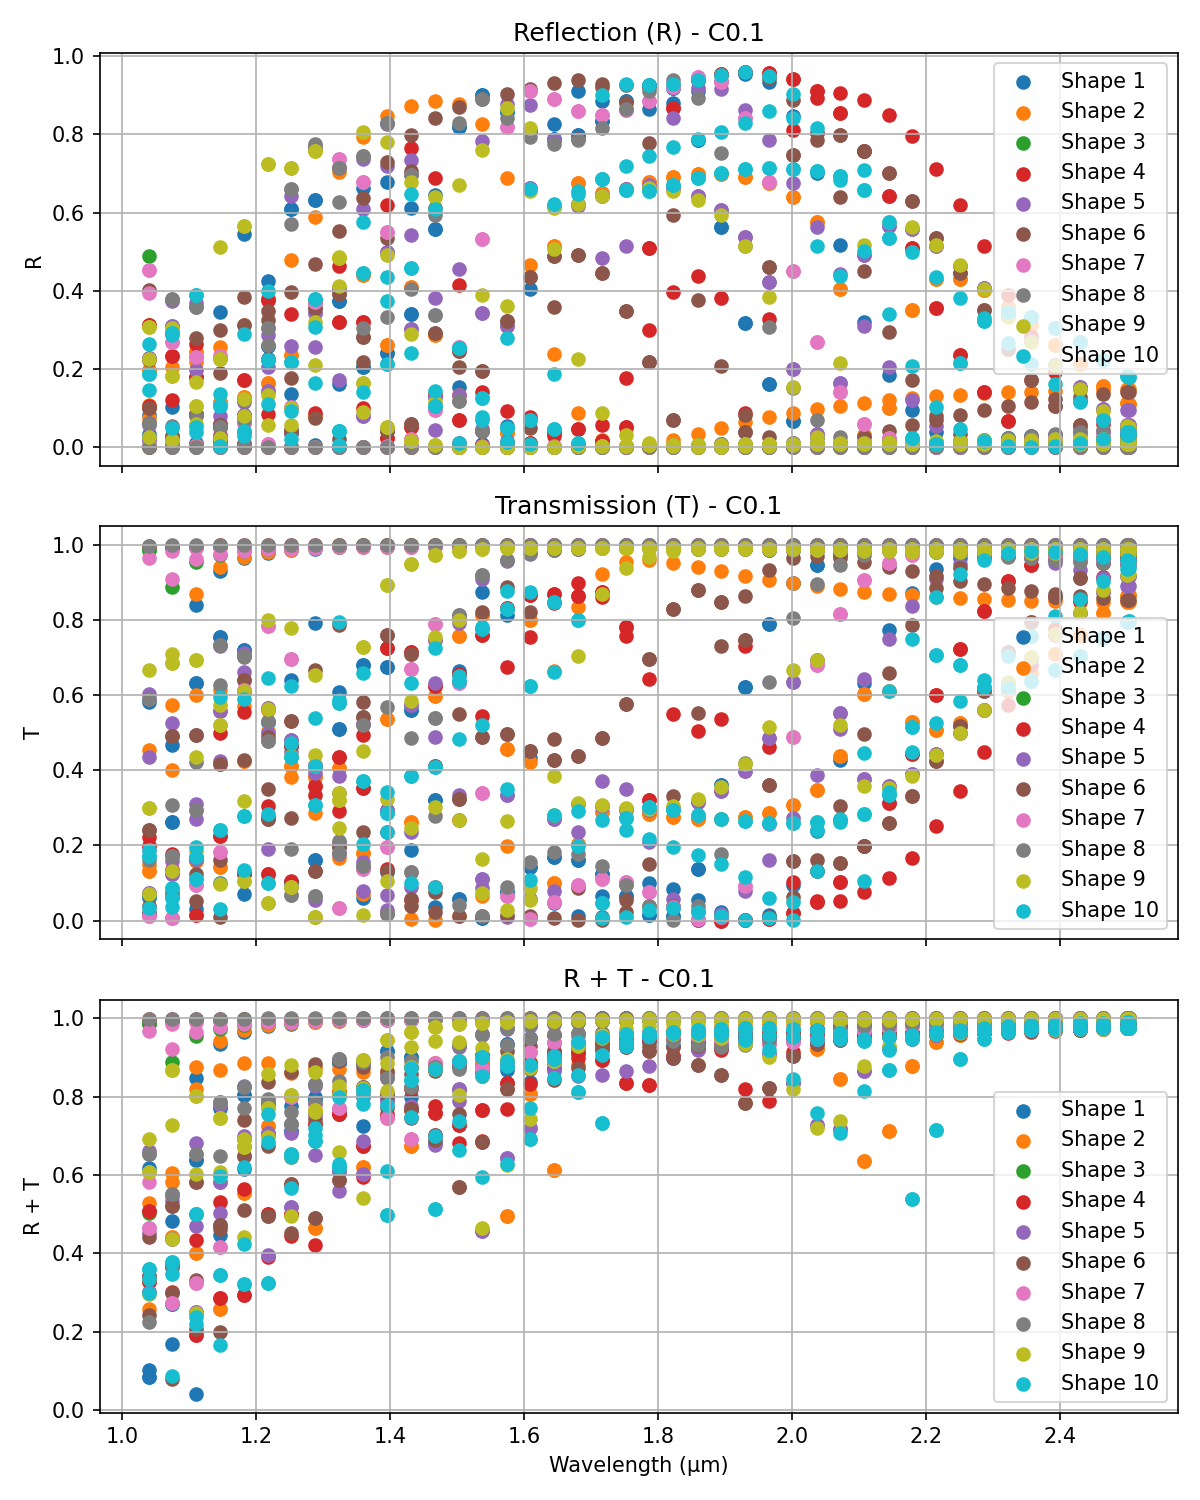 Reflection (R) - C0.1
1.0
0.8
0.6
0.4
0.2
0.0
R
Shape 1
Shape 2
Shape 3
Shape 4
Shape 5
Shape 6
Shape 7
Shape 8
Shape 9
Shape 10
Transmission (T) - C0.1
1.0
0.8
0.6
0.4
0.2
0.0
T
Shape 1
Shape 2
Shape 3
Shape 4
Shape 5
Shape 6
Shape 7
Shape 8
Shape 9
Shape 10
R + T - C0.1
1.0
0.8
0.6
0.4
0.2
0.0
R + T
Shape 1
Shape 2
Shape 3
Shape 4
Shape 5
Shape 6
Shape 7
Shape 8
Shape 9
Shape 10
1.0 1.2 1.4 1.6 1.8 2.0 2.2 2.4
Wavelength (μm)